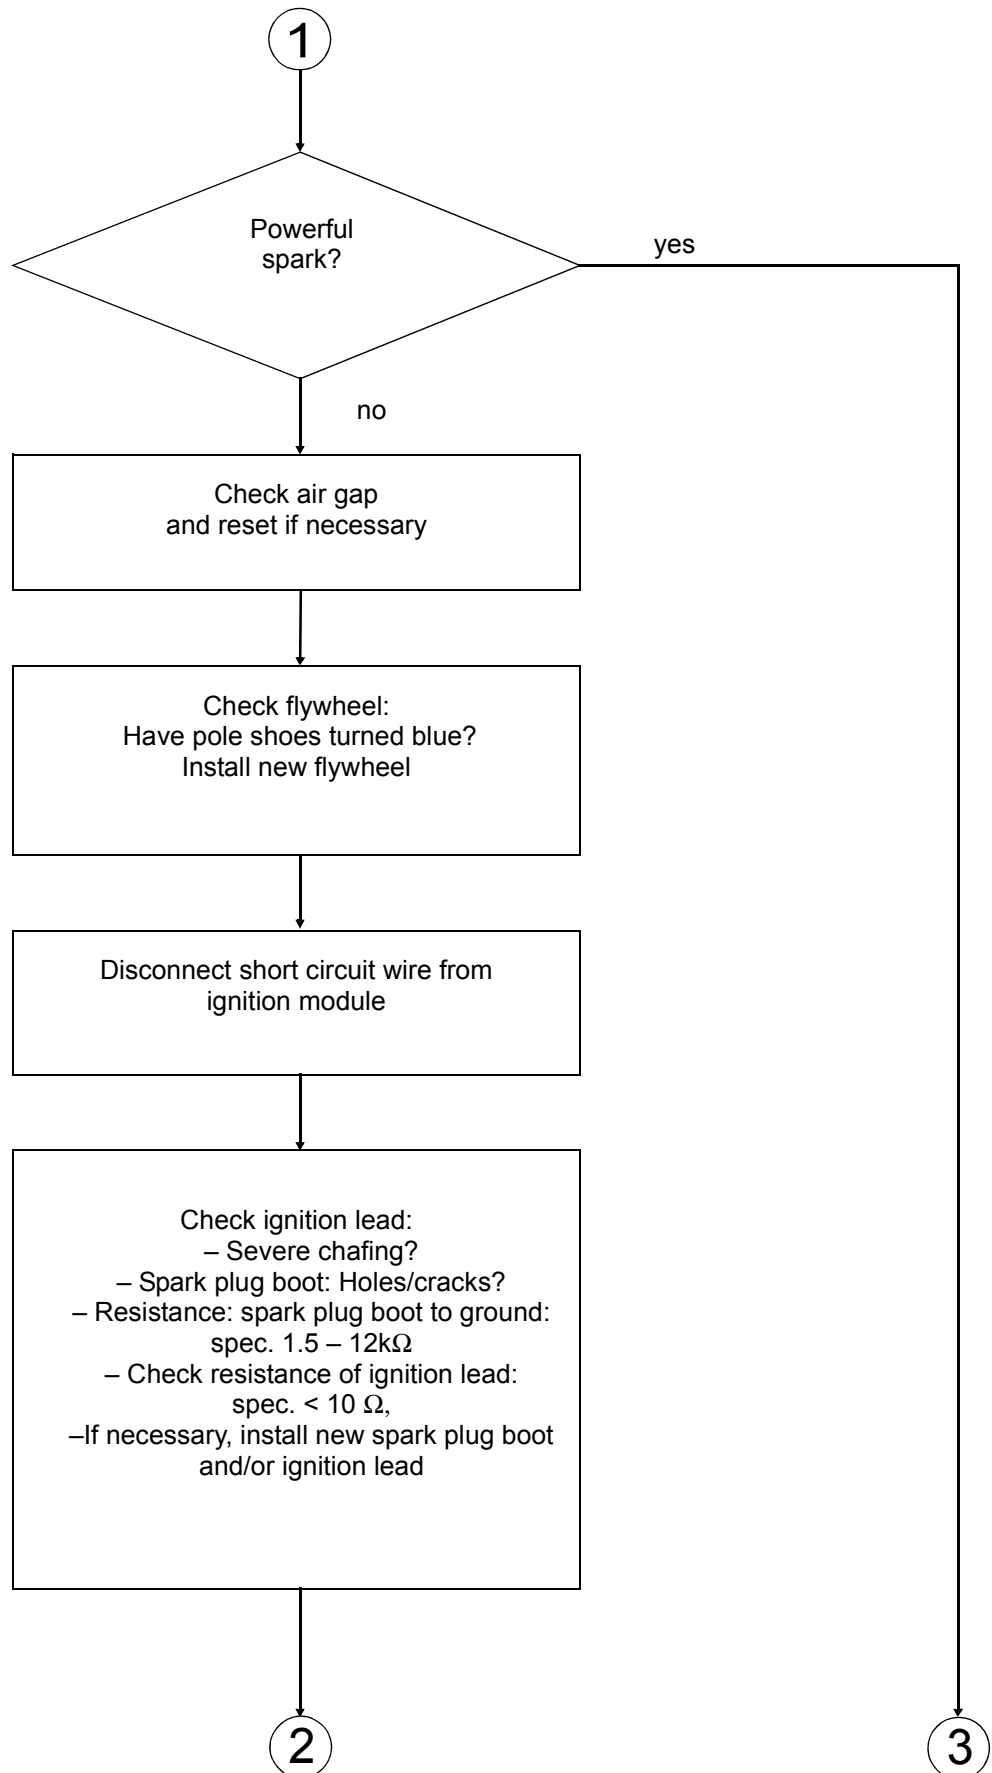 1
Powerful
spark?
yes
no
Check air gap
and reset if necessary
Check flywheel:
Have pole shoes turned blue?
Install new flywheel
Disconnect short circuit wire from
ignition module
Check ignition lead:
– Severe chafing?
– Spark plug boot: Holes/cracks?
– Resistance: spark plug boot to ground:
spec. 1.5 – 12kΩ
– Check resistance of ignition lead:
spec. < 10 Ω,
–If necessary, install new spark plug boot
and/or ignition lead
2
3